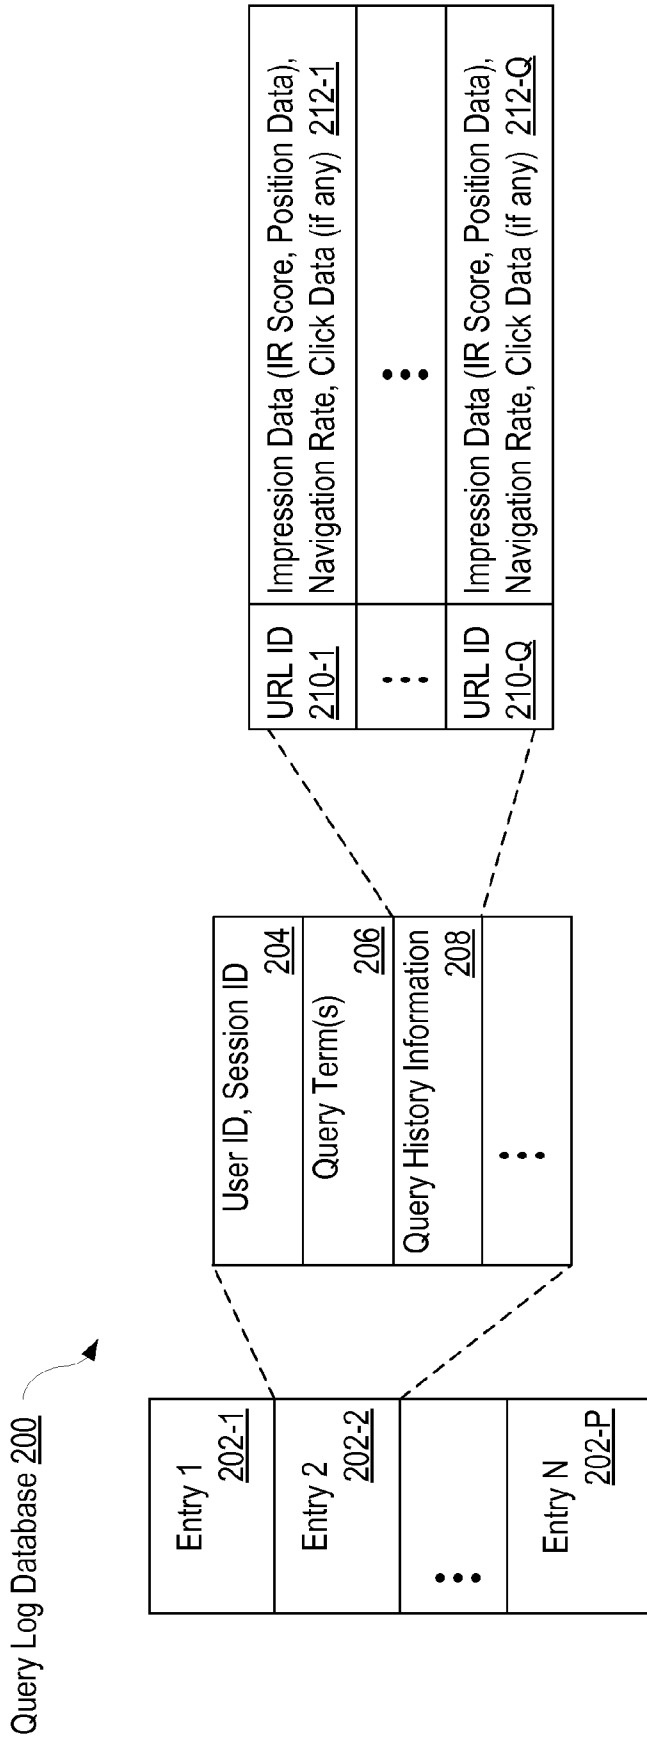 Query Log Database 200
Entry 1
202-1
Entry 2
202-2
Entry N
202-P
User ID, Session ID
204
Query Term(s)
206
Query History Information
208
URL ID
210-1
Impression Data (IR Score, Position Data),
Navigation Rate, Click Data (if any) 212-1
URL ID
210-Q
Impression Data (IR Score, Position Data),
Navigation Rate, Click Data (if any) 212-Q